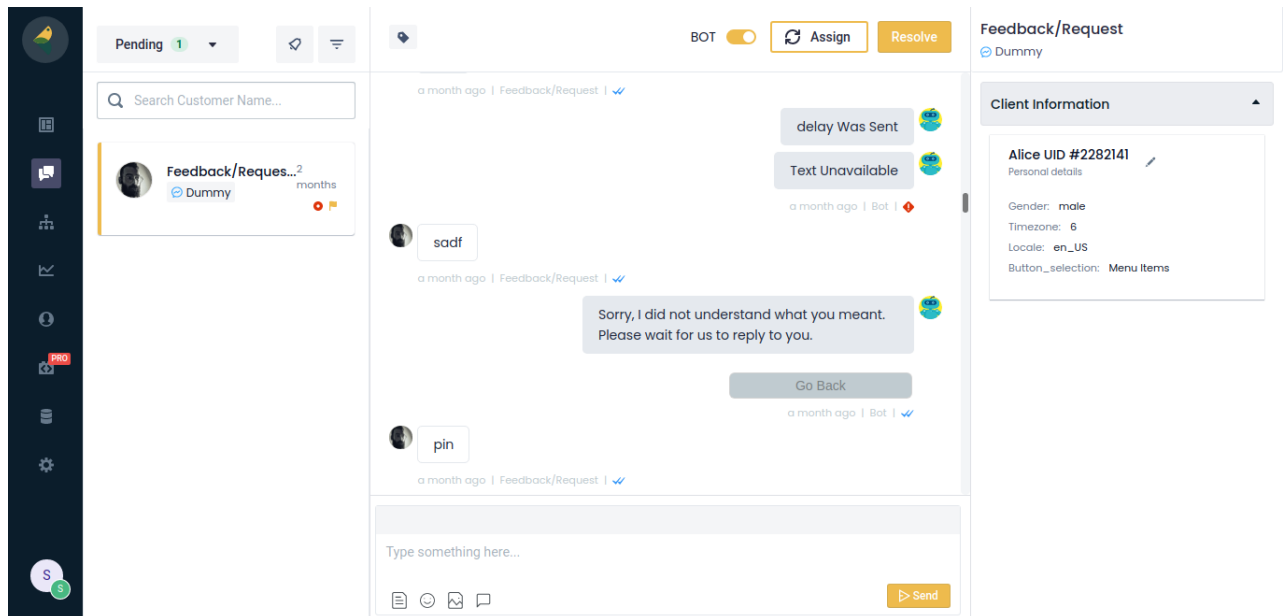 Pending 1
Search Customer Name...
Feedback/Reques...
2 months
Dummy
PRO
S
S
BOT
Assign
Resolve
a month ago | Feedback/Request |
delay Was Sent
Text Unavailable
a month ago | Bot |
sadf
a month ago | Feedback/Request |
Sorry, I did not understand what you meant.
Please wait for us to reply to you.
Go Back
a month ago | Bot |
pin
a month ago | Feedback/Request |
Type something here...
Send
Feedback/Request
Dummy
Client Information
Alice UID #2282141
Personal details
Gender: male
Timezone: 6
Locale: en_US
Button_selection: Menu Items